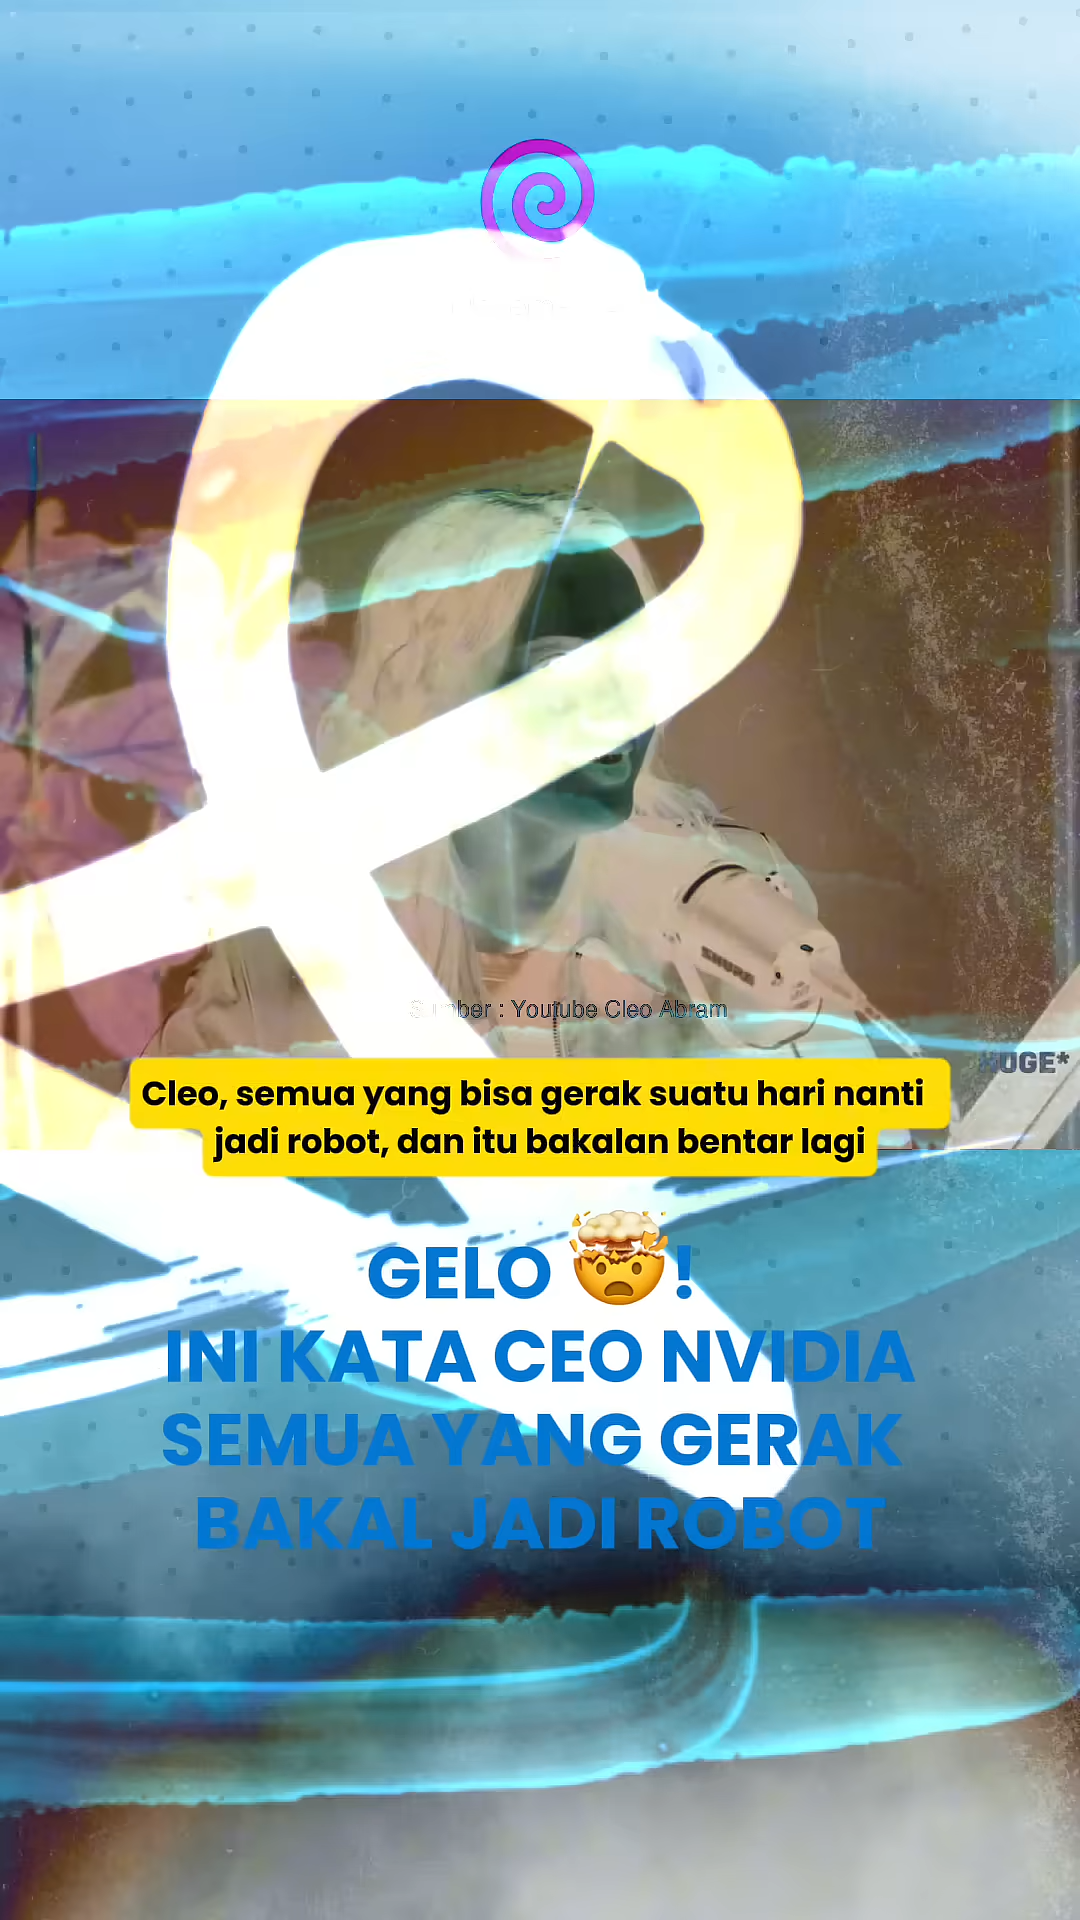 SHURE
Sumber : Youtube Cleo Abram
HUGE*
Cleo, semua yang bisa gerak suatu hari nanti
jadi robot, dan itu bakalan bentar lagi
GELO 🤯!
INI KATA CEO NVIDIA
SEMUA YANG GERAK
BAKAL JADI ROBOT